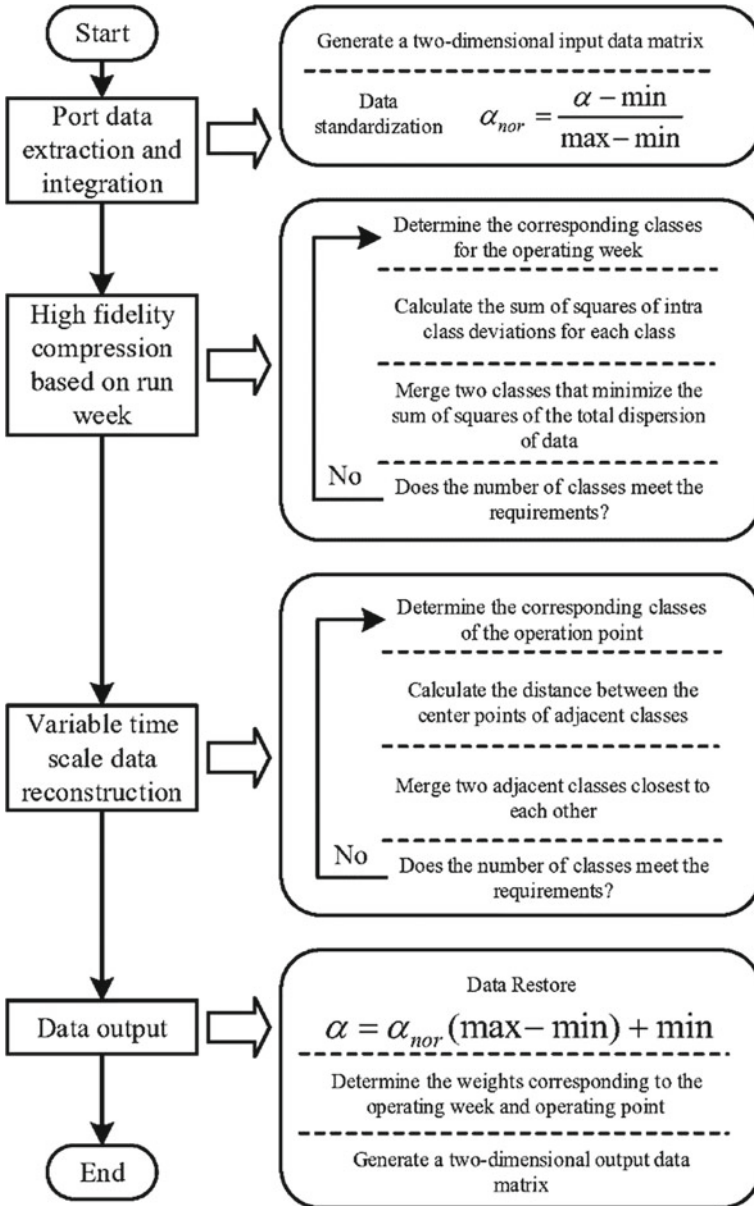 Start
Port data
extraction and
integration
Generate a two-dimensional input data matrix
Data
standardization
α_nor = (α − min) / (max − min)
High fidelity
compression
based on run
week
Determine the corresponding classes
for the operating week
Calculate the sum of squares of intra
class deviations for each class
Merge two classes that minimize the
sum of squares of the total dispersion
of data
No
Does the number of classes meet the
requirements?
Variable time
scale data
reconstruction
Determine the corresponding classes
of the operation point
Calculate the distance between the
center points of adjacent classes
Merge two adjacent classes closest to
each other
No
Does the number of classes meet the
requirements?
Data output
Data Restore
α = α_nor (max − min) + min
Determine the weights corresponding to the
operating week and operating point
Generate a two-dimensional output data
matrix
End